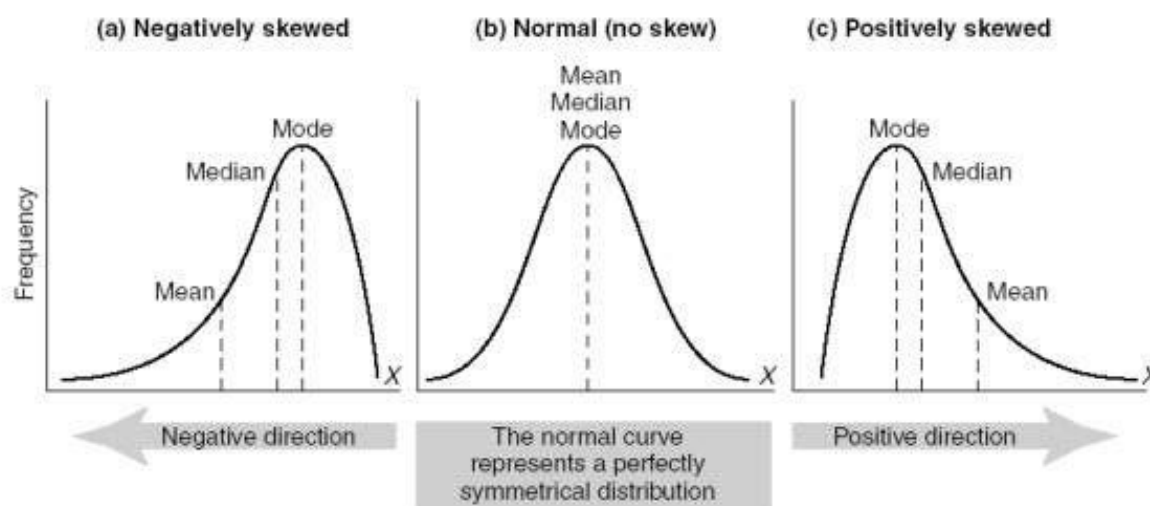 (a) Negatively skewed
(b) Normal (no skew)
(c) Positively skewed
Frequency
Mean
Median
Mode
X
Mean
Median
Mode
X
Mode
Median
Mean
X
Negative direction
The normal curve
represents a perfectly
symmetrical distribution
Positive direction